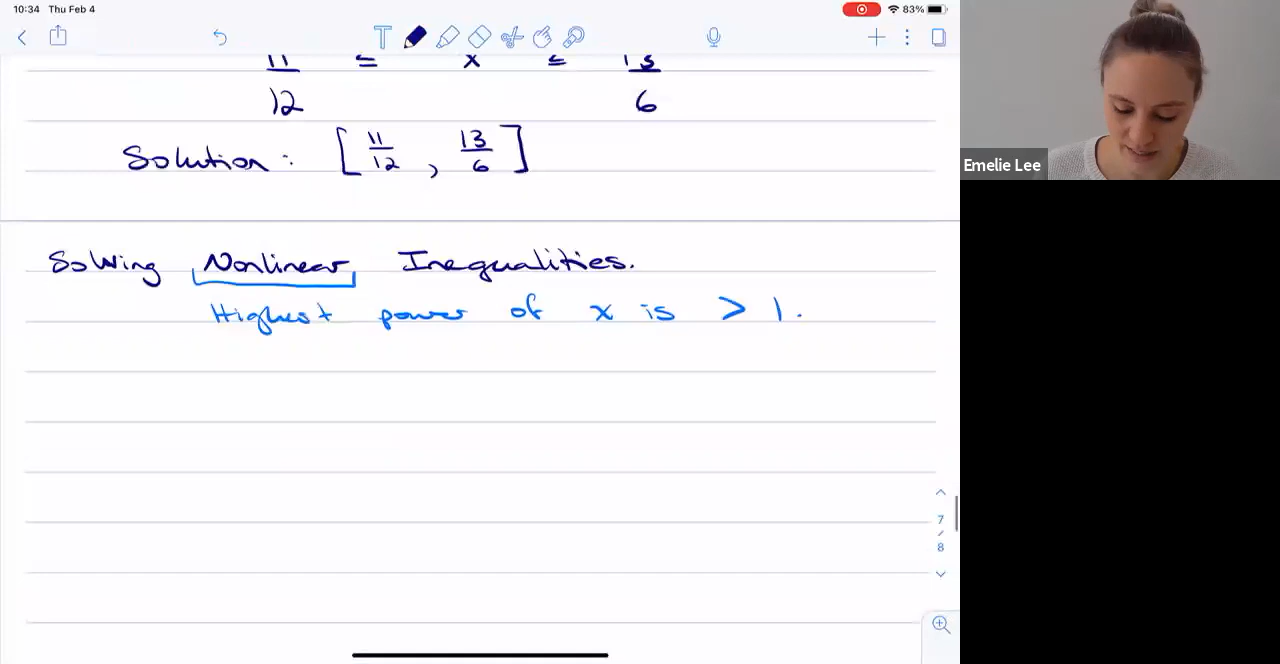 10:34 Thu Feb 4
83%
11/12 ≤ x ≤ 13/6
Solution: [11/12, 13/6]
Solving Nonlinear Inequalities.
Highest power of x is > 1.
7
/
8
Emelie Lee